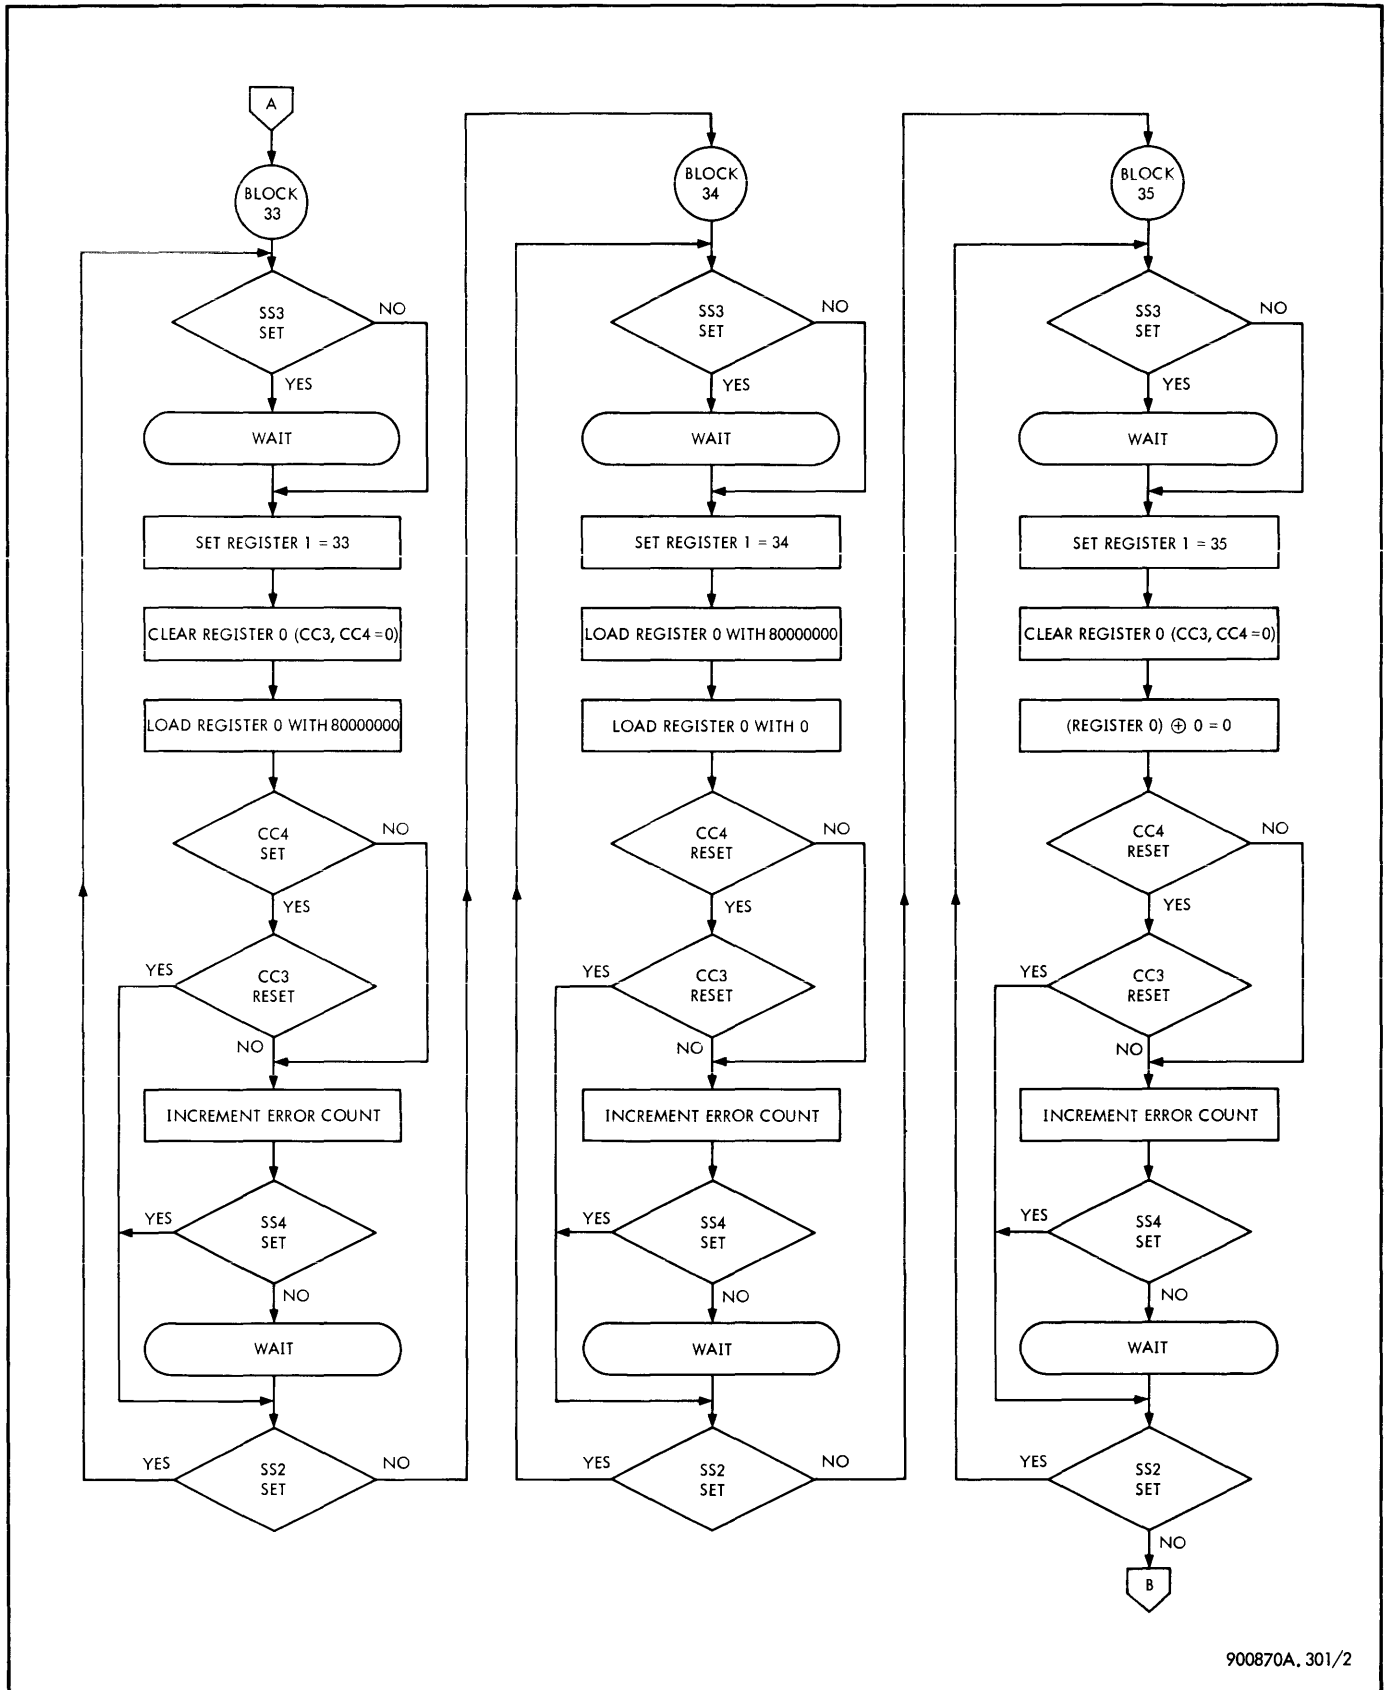 A
BLOCK
33
SS3
SET
NO
YES
WAIT
SET REGISTER 1 = 33
CLEAR REGISTER 0 (CC3, CC4 = 0)
LOAD REGISTER 0 WITH 80000000
CC4
SET
NO
YES
YES
CC3
RESET
NO
INCREMENT ERROR COUNT
YES
SS4
SET
NO
WAIT
YES
SS2
SET
NO
BLOCK
34
SS3
SET
NO
YES
WAIT
SET REGISTER 1 = 34
LOAD REGISTER 0 WITH 80000000
LOAD REGISTER 0 WITH 0
CC4
RESET
NO
YES
YES
CC3
RESET
NO
INCREMENT ERROR COUNT
YES
SS4
SET
NO
WAIT
YES
SS2
SET
NO
BLOCK
35
SS3
SET
NO
YES
WAIT
SET REGISTER 1 = 35
CLEAR REGISTER 0 (CC3, CC4 = 0)
(REGISTER 0) ⊕ 0 = 0
CC4
RESET
NO
YES
YES
CC3
RESET
NO
INCREMENT ERROR COUNT
YES
SS4
SET
NO
WAIT
YES
SS2
SET
NO
B
900870A. 301/2